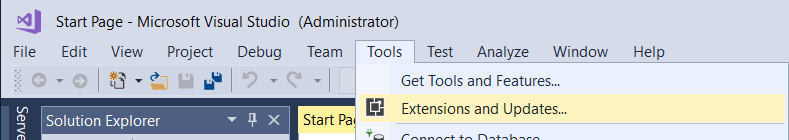 Start Page - Microsoft Visual Studio (Administrator)
File Edit View Project Debug Team Tools Test Analyze Window Help
Get Tools and Features...
Extensions and Updates...
Solution Explorer
Start Pa
Connect to Database
Serve